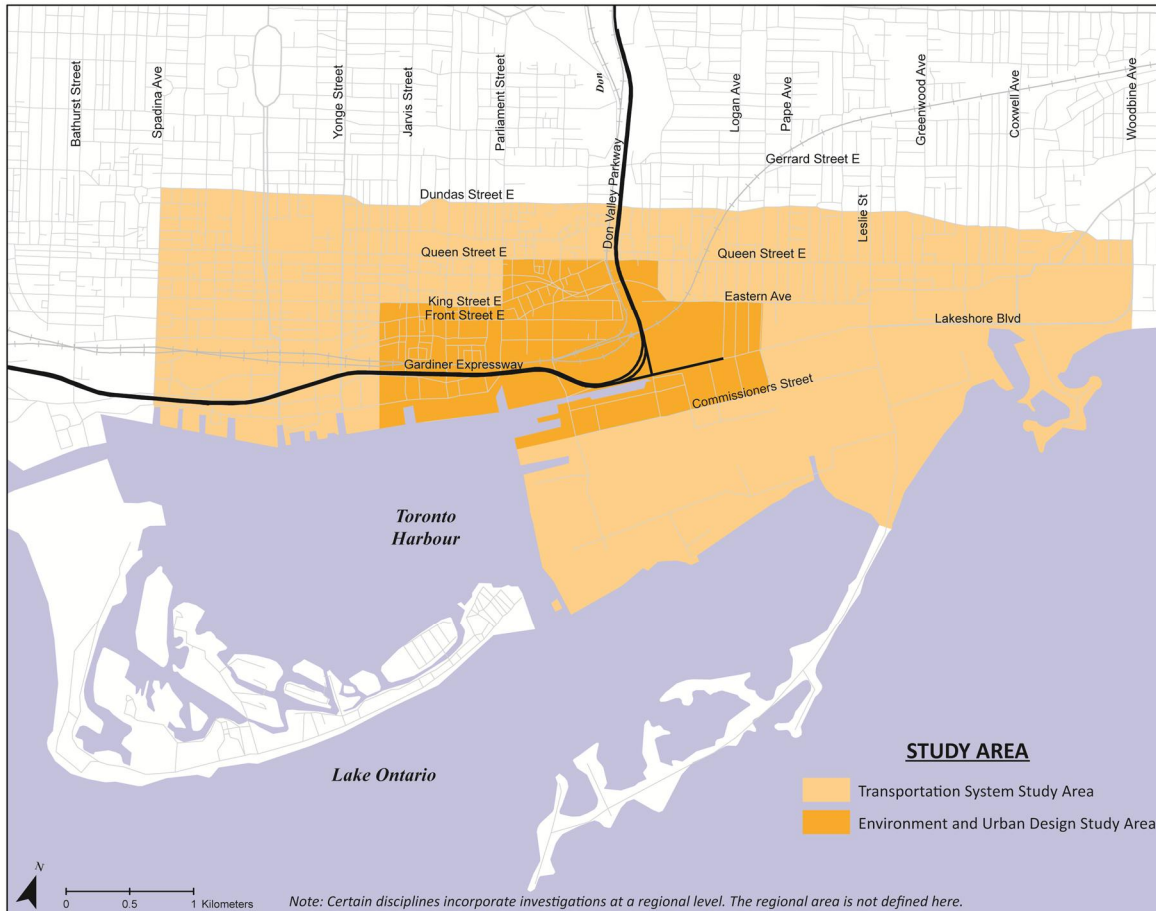 Bathurst Street
Spadina Ave
Yonge Street
Jarvis Street
Parliament Street
Don
Don Valley Parkway
Logan Ave
Pape Ave
Greenwood Ave
Coxwell Ave
Woodbine Ave
Gerrard Street E
Dundas Street E
Leslie St
Queen Street E
Queen Street E
King Street E
Front Street E
Eastern Ave
Lakeshore Blvd
Gardiner Expressway
Commissioners Street
Toronto
Harbour
Lake Ontario
STUDY AREA
Transportation System Study Area
Environment and Urban Design Study Area
N
0 0.5 1 Kilometers
Note: Certain disciplines incorporate investigations at a regional level. The regional area is not defined here.